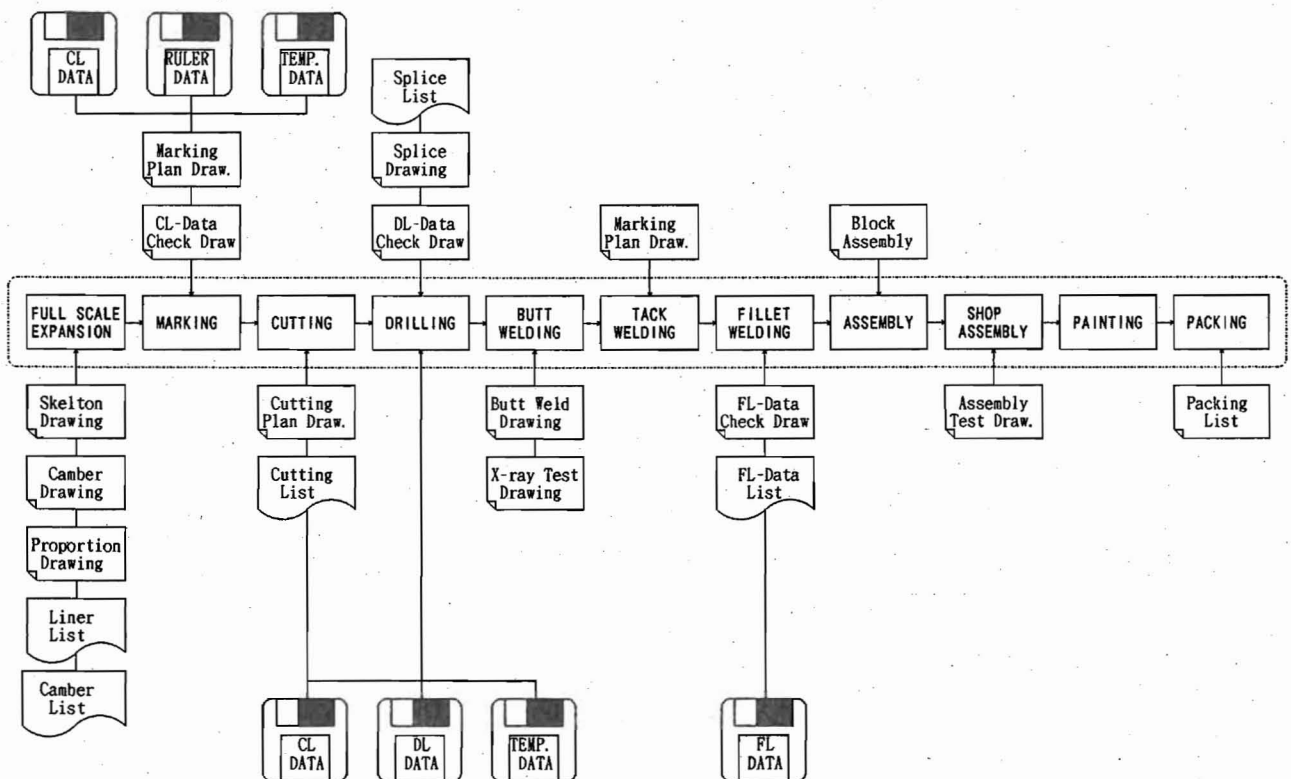 CL
DATA
RULER
DATA
TEMP.
DATA
Splice
List
Marking
Plan Draw.
Splice
Drawing
CL-Data
Check Draw
DL-Data
Check Draw
Marking
Plan Draw.
Block
Assembly
FULL SCALE
EXPANSION
MARKING
CUTTING
DRILLING
BUTT
WELDING
TACK
WELDING
FILLET
WELDING
ASSEMBLY
SHOP
ASSEMBLY
PAINTING
PACKING
Skelton
Drawing
Cutting
Plan Draw.
Butt Weld
Drawing
FL-Data
Check Draw
Assembly
Test Draw.
Packing
List
Camber
Drawing
Cutting
List
X-ray Test
Drawing
FL-Data
List
Proportion
Drawing
Liner
List
Camber
List
CL
DATA
DL
DATA
TEMP.
DATA
FL
DATA